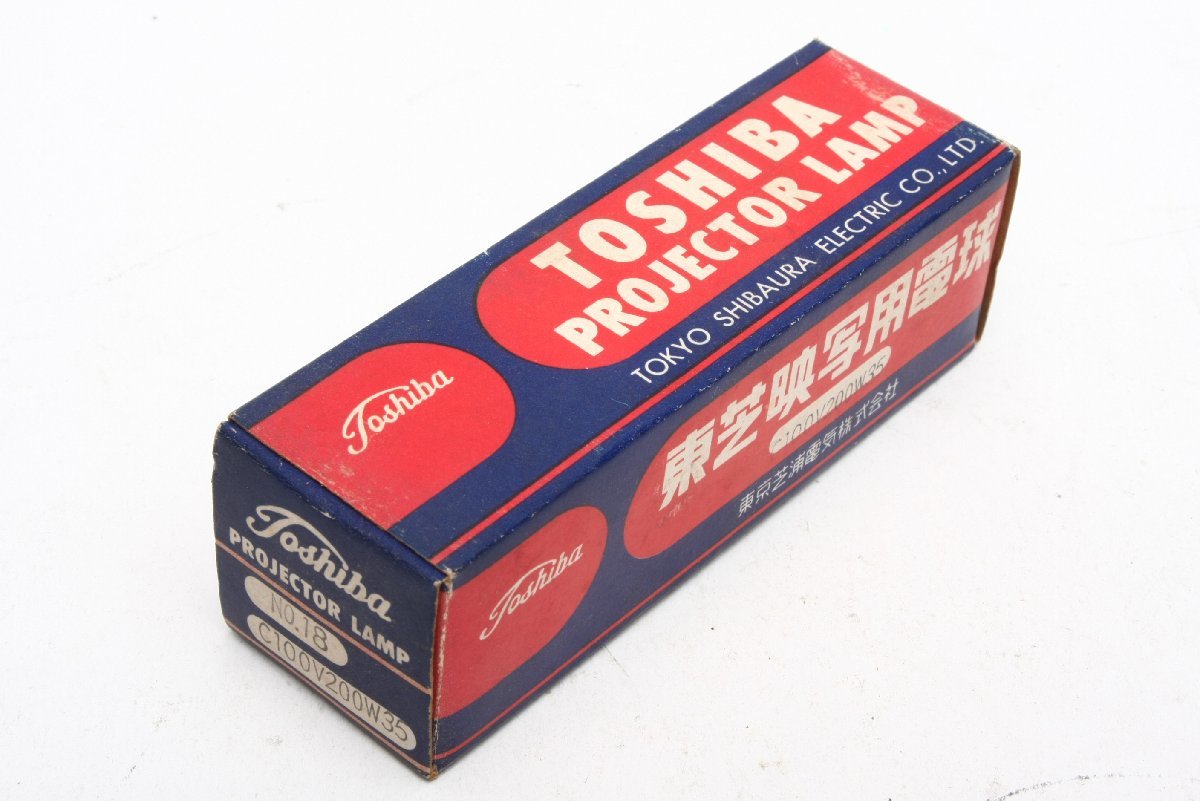 TOSHIBA
PROJECTOR LAMP
TOKYO SHIBAURA ELECTRIC CO., LTD.
Toshiba
東芝映写用電球
C100V200W35
東京芝浦電気株式会社
Toshiba
Toshiba
PROJECTOR LAMP
NO.18
C100V200W35